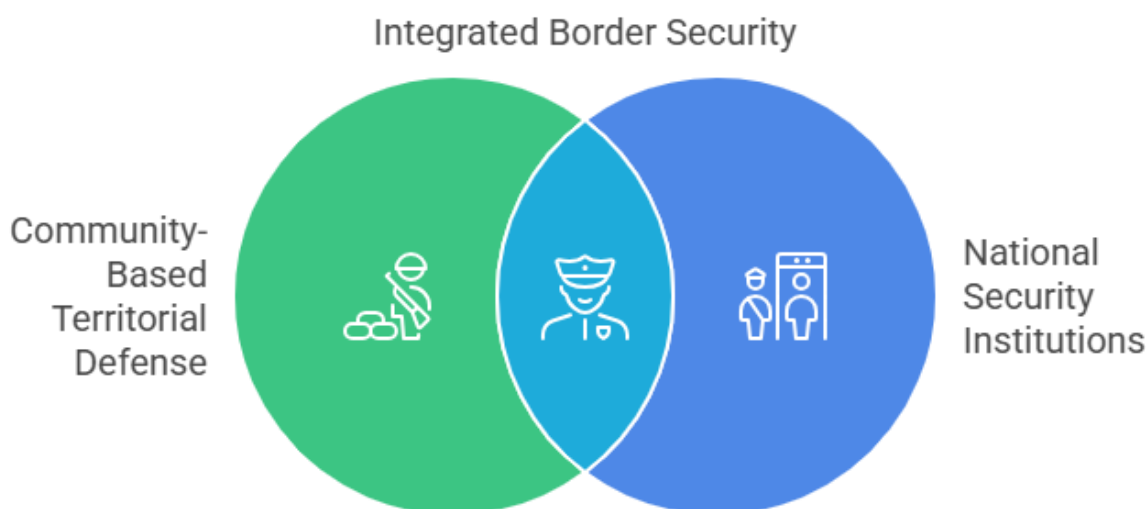 Integrated Border Security
Community-
Based
Territorial
Defense
National
Security
Institutions